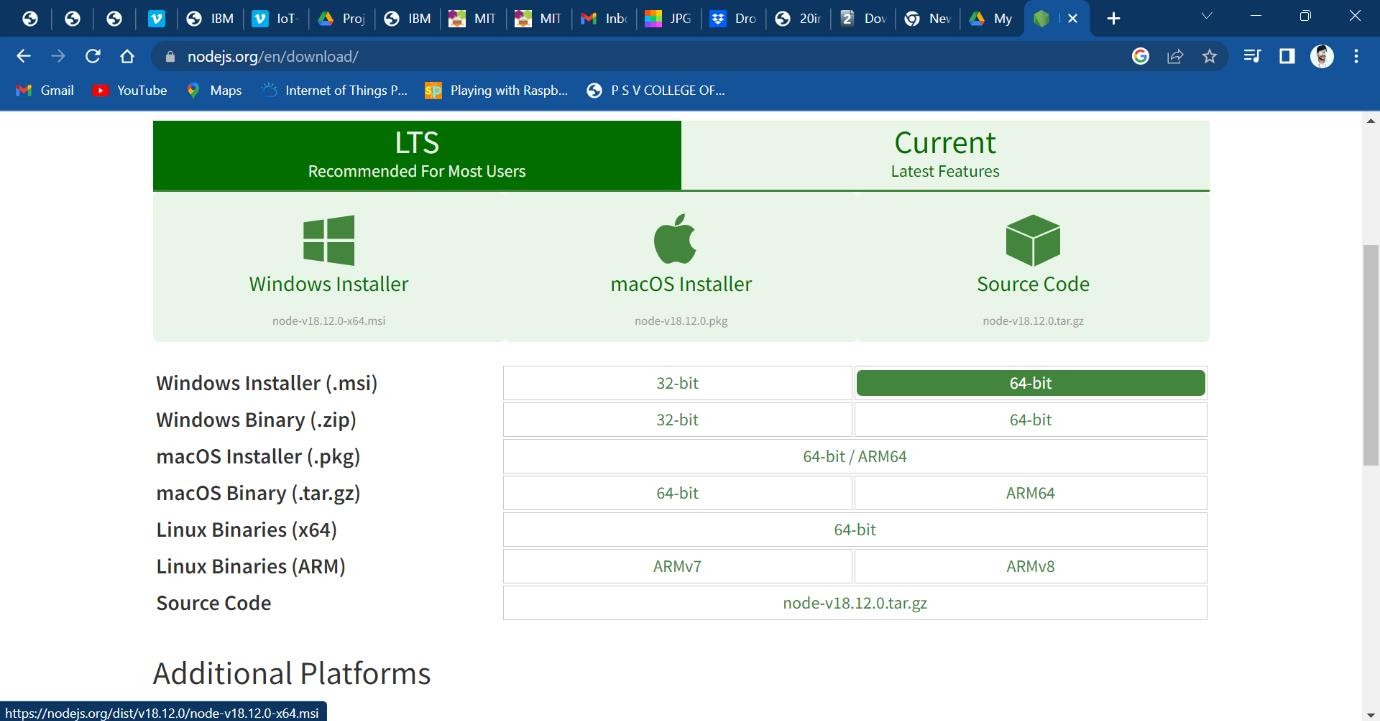 IBM IoT- Proj IBM MIT MIT Inb JPG Dro 20in Dov Nev My
nodejs.org/en/download/
Gmail YouTube Maps Internet of Things P... Playing with Raspb... P S V COLLEGE OF...
LTS
Recommended For Most Users
Current
Latest Features
Windows Installer
node-v18.12.0-x64.msi
macOS Installer
node-v18.12.0.pkg
Source Code
node-v18.12.0.tar.gz
Windows Installer (.msi) 32-bit 64-bit
Windows Binary (.zip) 32-bit 64-bit
macOS Installer (.pkg) 64-bit / ARM64
macOS Binary (.tar.gz) 64-bit ARM64
Linux Binaries (x64) 64-bit
Linux Binaries (ARM) ARMv7 ARMv8
Source Code node-v18.12.0.tar.gz
Additional Platforms
https://nodejs.org/dist/v18.12.0/node-v18.12.0-x64.msi